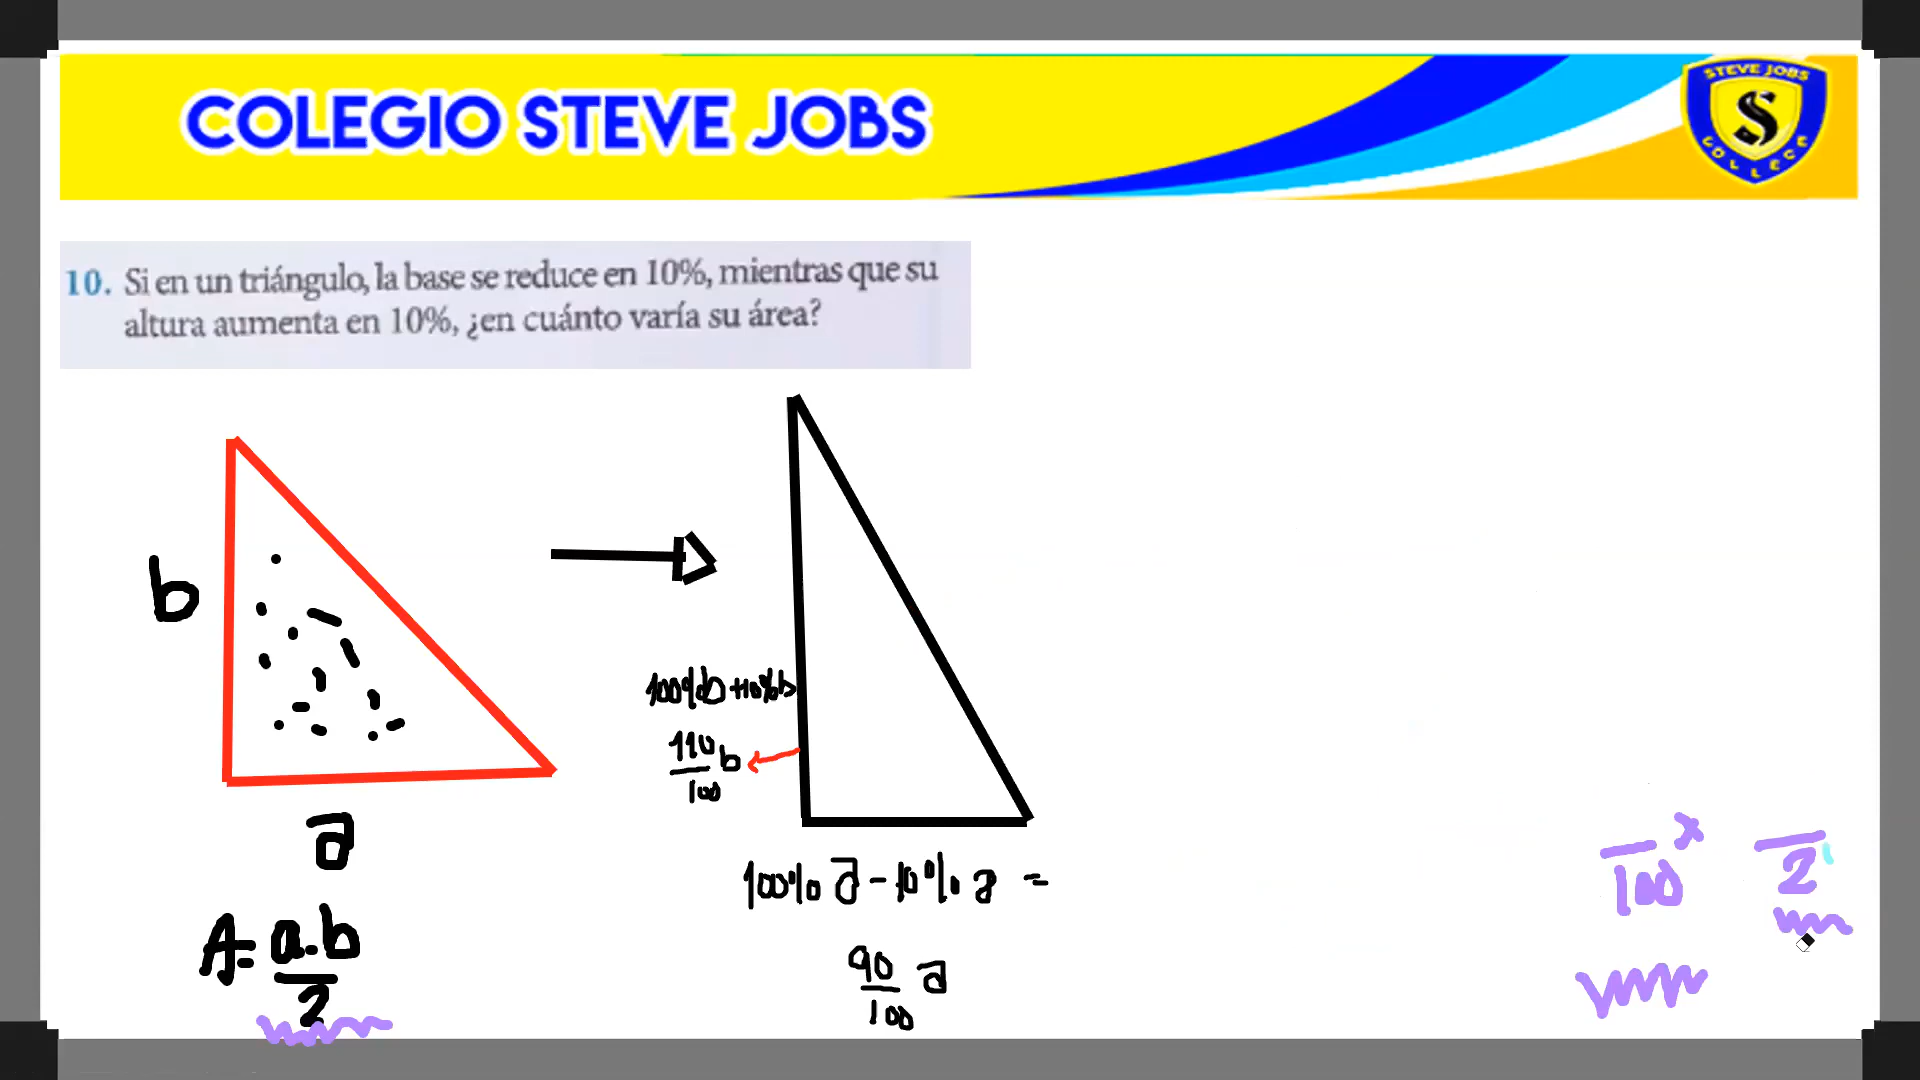 COLEGIO STEVE JOBS
STEVE JOBS
S
COLLEGE
10. Si en un triángulo, la base se reduce en 10%, mientras que su
altura aumenta en 10%, ¿en cuánto varía su área?
b
a
A = a.b
2
100%b+10%b
110 b
100
100% a - 10% a =
90 a
100
100 x
2